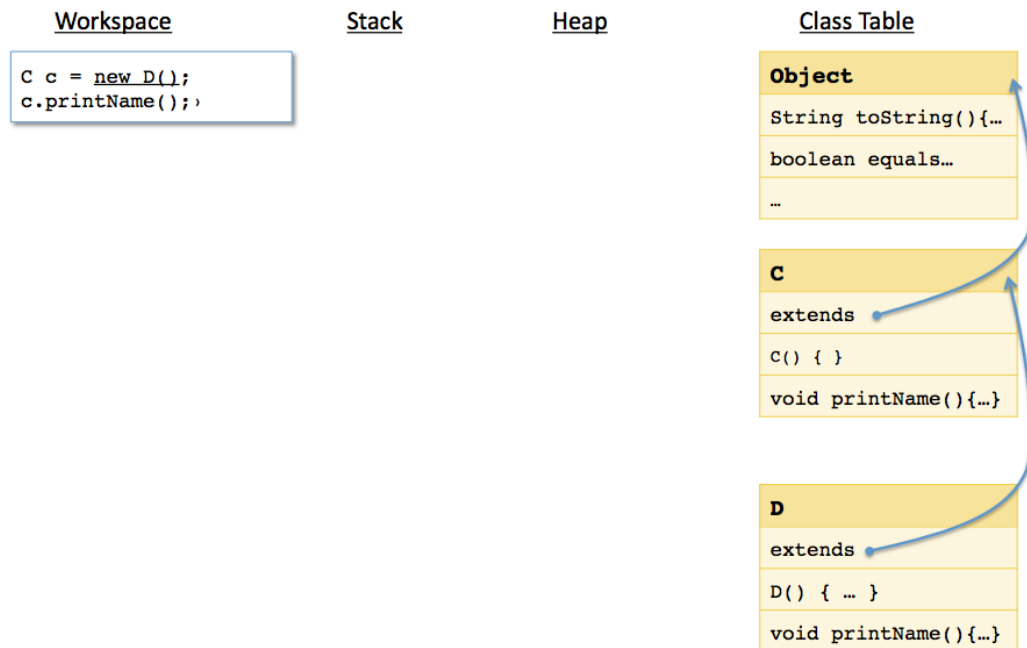 Workspace
Stack
Heap
Class Table
C c = new D();
c.printName();
Object
String toString(){…
boolean equals…
…
C
extends
C() { }
void printName(){…}
D
extends
D() { … }
void printName(){…}